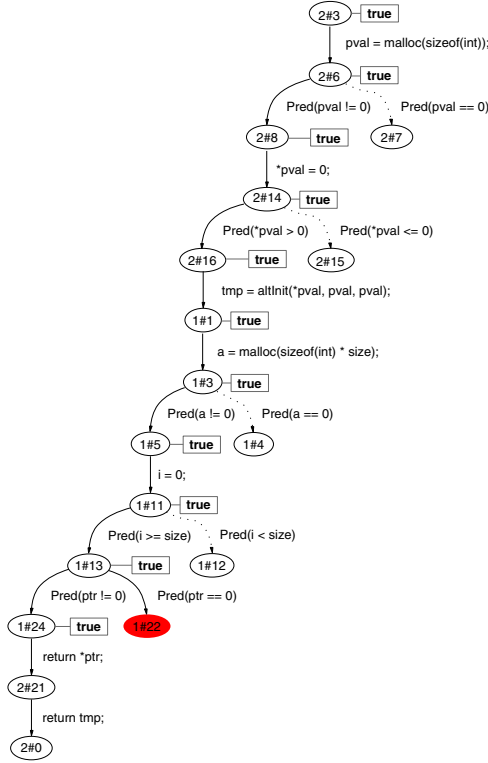 2#3 true
pval = malloc(sizeof(int));
2#6 true
Pred(pval != 0) Pred(pval == 0)
2#8 true 2#7
*pval = 0;
2#14 true
Pred(*pval > 0) Pred(*pval <= 0)
2#16 true 2#15
tmp = altInit(*pval, pval, pval);
1#1 true
a = malloc(sizeof(int) * size);
1#3 true
Pred(a != 0) Pred(a == 0)
1#5 true 1#4
i = 0;
1#11 true
Pred(i >= size) Pred(i < size)
1#13 true 1#12
Pred(ptr != 0) Pred(ptr == 0)
1#24 true 1#22
return *ptr;
2#21
return tmp;
2#0